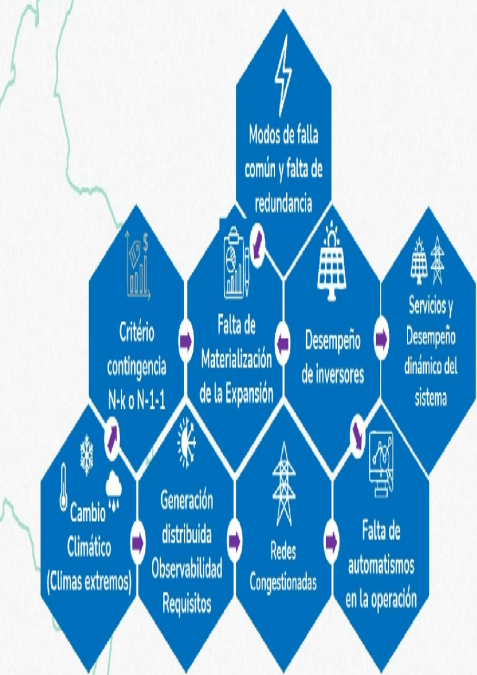 Modos de falla
común y falta de
redundancia
Critério
contingencia
N-k o N-1-1
Falta de
Materialización
de la Expansión
Desempeño
de inversores
Servicios y
Desempeño
dinámico del
sistema
Cambio
Climático
(Climas extremos)
Generación
distribuida
Observabilidad
Requisitos
Redes
Congestionadas
Falta de
automatismos
en la operación